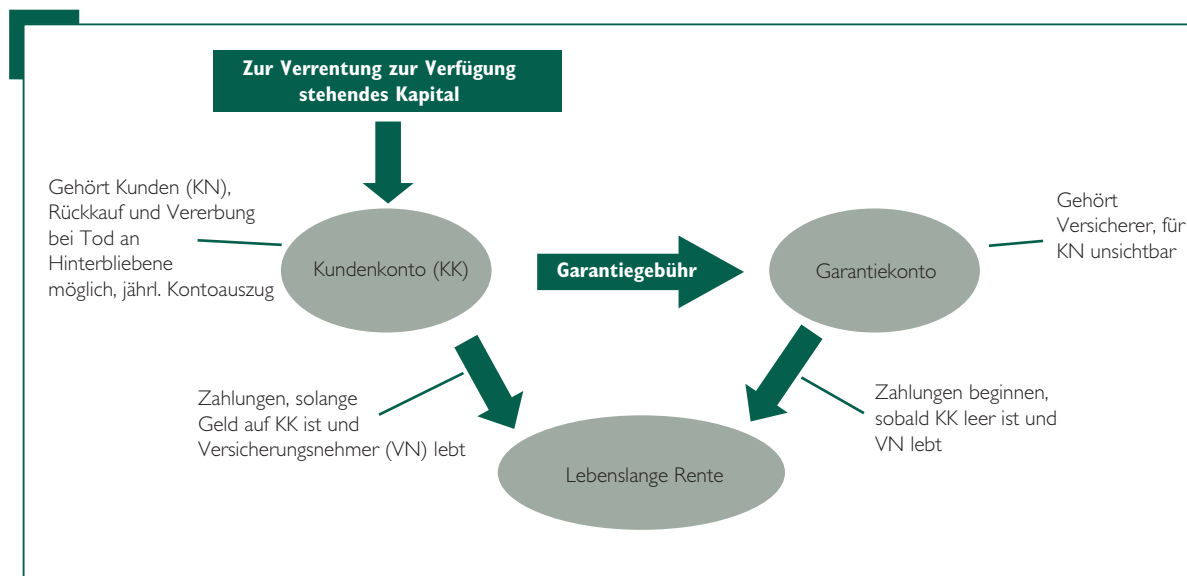 Zur Verrentung zur Verfügung
stehendes Kapital
Gehört Kunden (KN),
Rückkauf und Vererbung
bei Tod an
Hinterbliebene
möglich, jährl. Kontoauszug
Kundenkonto (KK)
Garantiegebühr
Garantiekonto
Gehört
Versicherer, für
KN unsichtbar
Zahlungen, solange
Geld auf KK ist und
Versicherungsnehmer (VN) lebt
Zahlungen beginnen,
sobald KK leer ist und
VN lebt
Lebenslange Rente